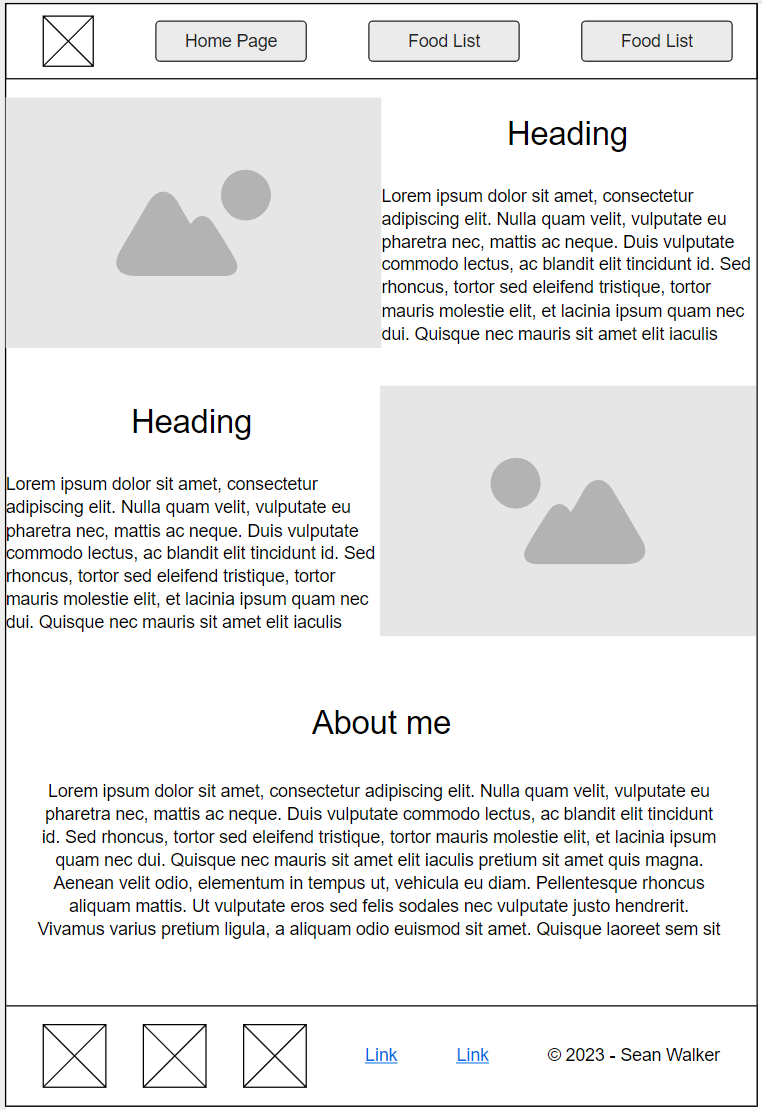 Home Page
Food List
Food List
Heading
Lorem ipsum dolor sit amet, consectetur
adipiscing elit. Nulla quam velit, vulputate eu
pharetra nec, mattis ac neque. Duis vulputate
commodo lectus, ac blandit elit tincidunt id. Sed
rhoncus, tortor sed eleifend tristique, tortor
mauris molestie elit, et lacinia ipsum quam nec
dui. Quisque nec mauris sit amet elit iaculis
Heading
Lorem ipsum dolor sit amet, consectetur
adipiscing elit. Nulla quam velit, vulputate eu
pharetra nec, mattis ac neque. Duis vulputate
commodo lectus, ac blandit elit tincidunt id. Sed
rhoncus, tortor sed eleifend tristique, tortor
mauris molestie elit, et lacinia ipsum quam nec
dui. Quisque nec mauris sit amet elit iaculis
About me
Lorem ipsum dolor sit amet, consectetur adipiscing elit. Nulla quam velit, vulputate eu
pharetra nec, mattis ac neque. Duis vulputate commodo lectus, ac blandit elit tincidunt
id. Sed rhoncus, tortor sed eleifend tristique, tortor mauris molestie elit, et lacinia ipsum
quam nec dui. Quisque nec mauris sit amet elit iaculis pretium sit amet quis magna.
Aenean velit odio, elementum in tempus ut, vehicula eu diam. Pellentesque rhoncus
aliquam mattis. Ut vulputate eros sed felis sodales nec vulputate justo hendrerit.
Vivamus varius pretium ligula, a aliquam odio euismod sit amet. Quisque laoreet sem sit
Link
Link
© 2023 - Sean Walker